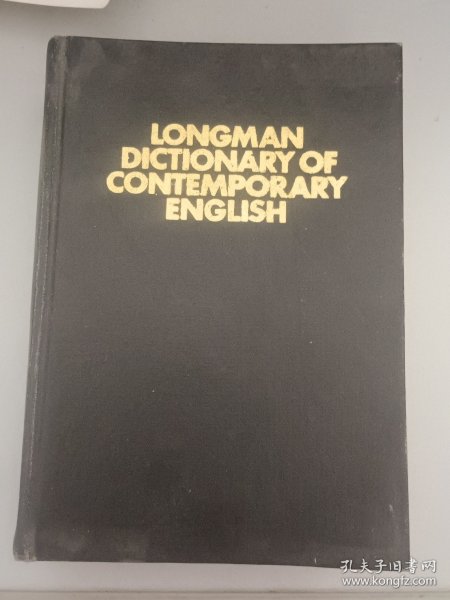 LONGMAN
DICTIONARY OF
CONTEMPORARY
ENGLISH
孔夫子旧书网
www.kongfz.com